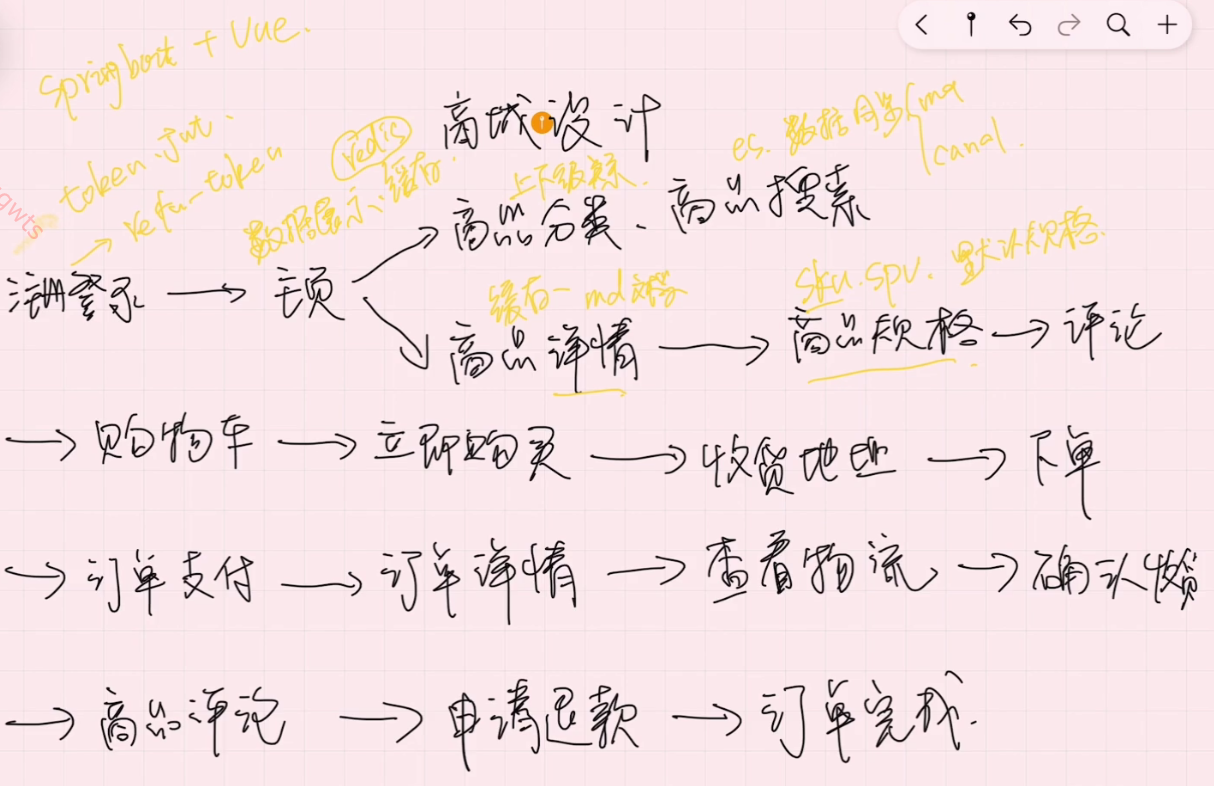 Springboot + Vue.
商城设计
token.jwt.
refu-token
redis
数据展示、缓存.
es. 数据同步 mq
canal.
上下级关系.
商品分类、商品搜索
注册登录 → 主页
缓存一 md文档
sku.spu. 默认规格.
商品详情 → 商品规格 → 评论
→ 购物车 → 立即购买 → 收货地址 → 下单
→ 订单支付 → 订单详情 → 查看物流 → 确认收货
→ 商品评论 → 申请退款 → 订单完成.